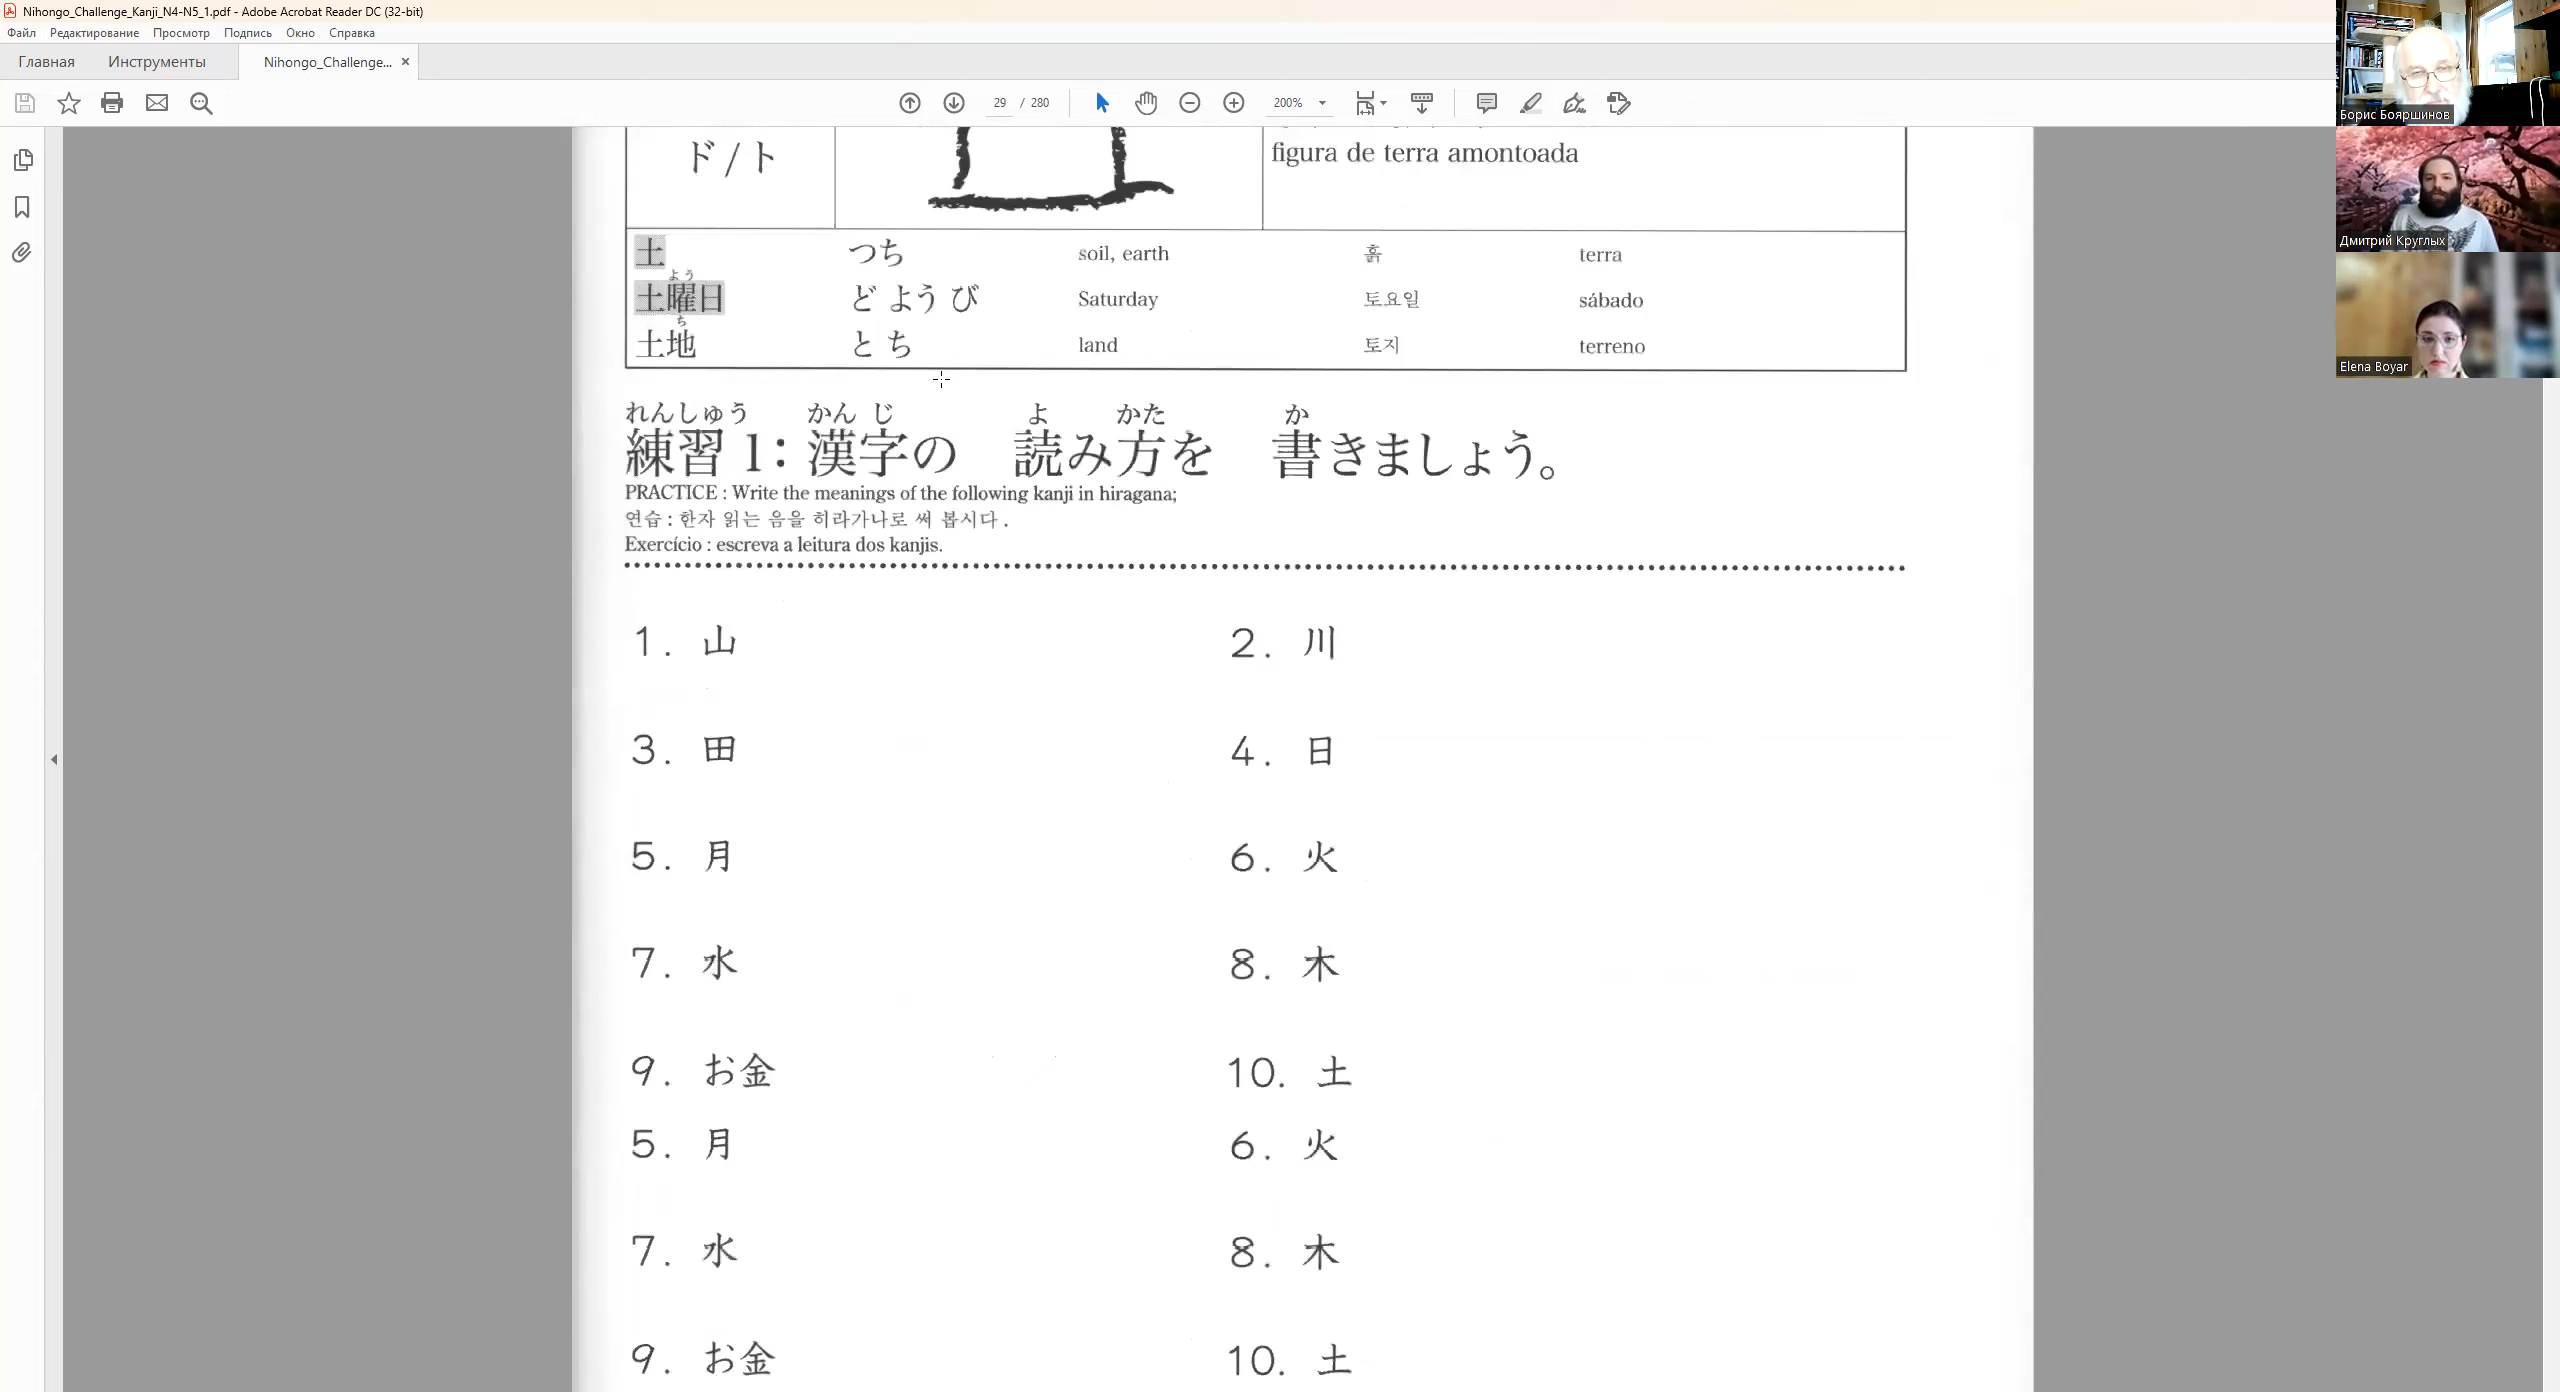 Nihongo_Challenge_Kanji_N4-N5_1.pdf - Adobe Acrobat Reader DC (32-bit)
Файл Редактирование Просмотр Подпись Окно Справка
Главная Инструменты Nihongo_Challenge... ×
29 / 280 200%
ド / ト
figura de terra amontoada
土 つち soil, earth 흙 terra
よう
土曜日 ど よう び Saturday 토요일 sábado
ち
土地 と ち land 토지 terreno
れんしゅう かん じ よ かた か
練習 1: 漢字の 読み方を 書きましょう。
PRACTICE : Write the meanings of the following kanji in hiragana;
연습 : 한자 읽는 음을 히라가나로 써 봅시다 .
Exercício : escreva a leitura dos kanjis.
1. 山 2. 川
3. 田 4. 日
5. 月 6. 火
7. 水 8. 木
9. お金 10. 土
5. 月 6. 火
7. 水 8. 木
9. お金 10. 土
Борис Бояршинов
Дмитрий Круглых
Elena Boyar